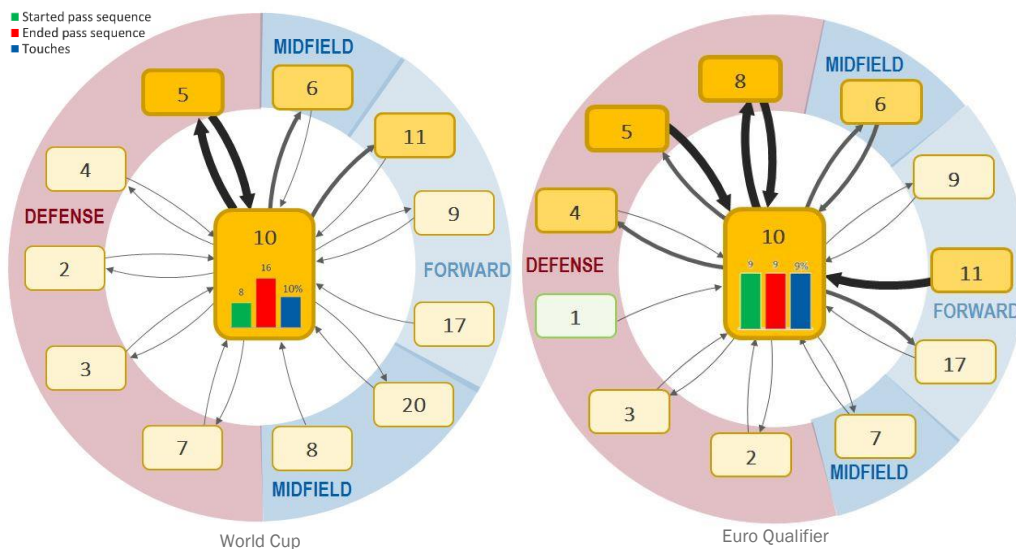 Started pass sequence
Ended pass sequence
Touches
MIDFIELD
5
6
11
4
DEFENSE
10
9
2
16
8
10%
FORWARD
17
3
20
7
8
MIDFIELD
World Cup
MIDFIELD
8
6
5
9
4
10
DEFENSE
9
9
9%
11
1
FORWARD
17
3
7
2
MIDFIELD
Euro Qualifier